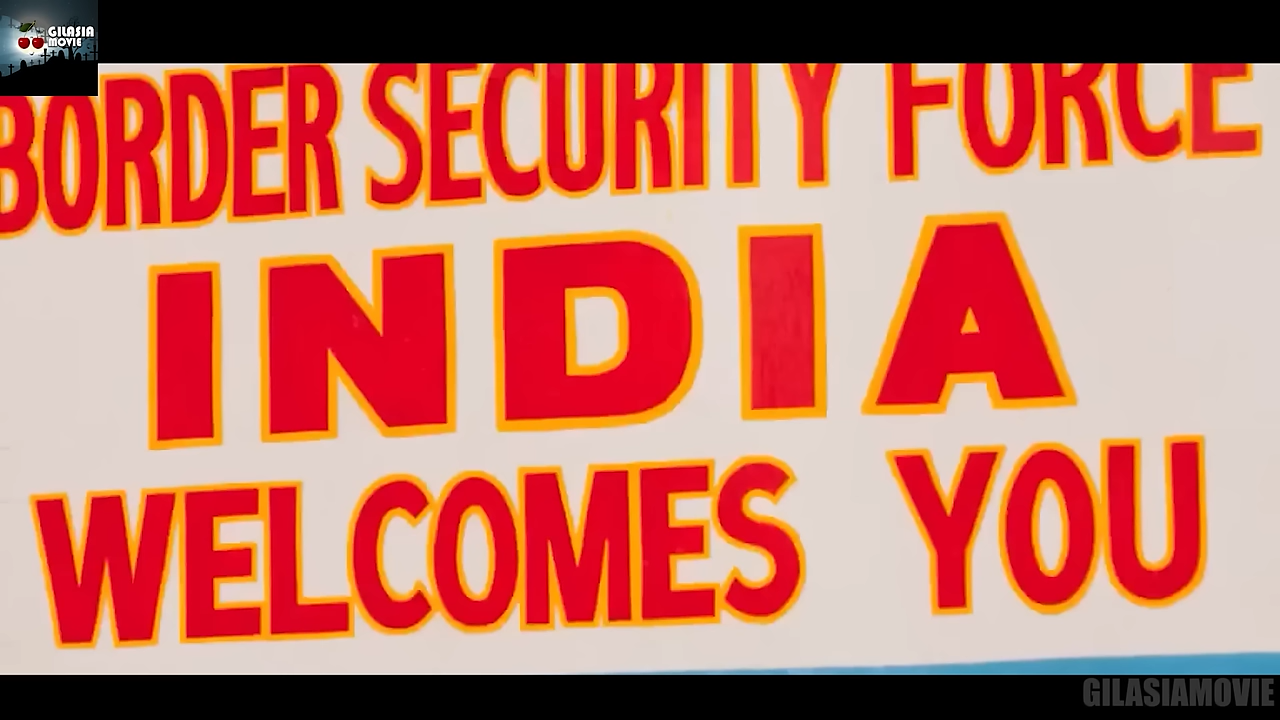 GILASIA
MOVIE
BORDER SECURITY FORCE
INDIA
WELCOMES YOU
GILASIAMOVIE